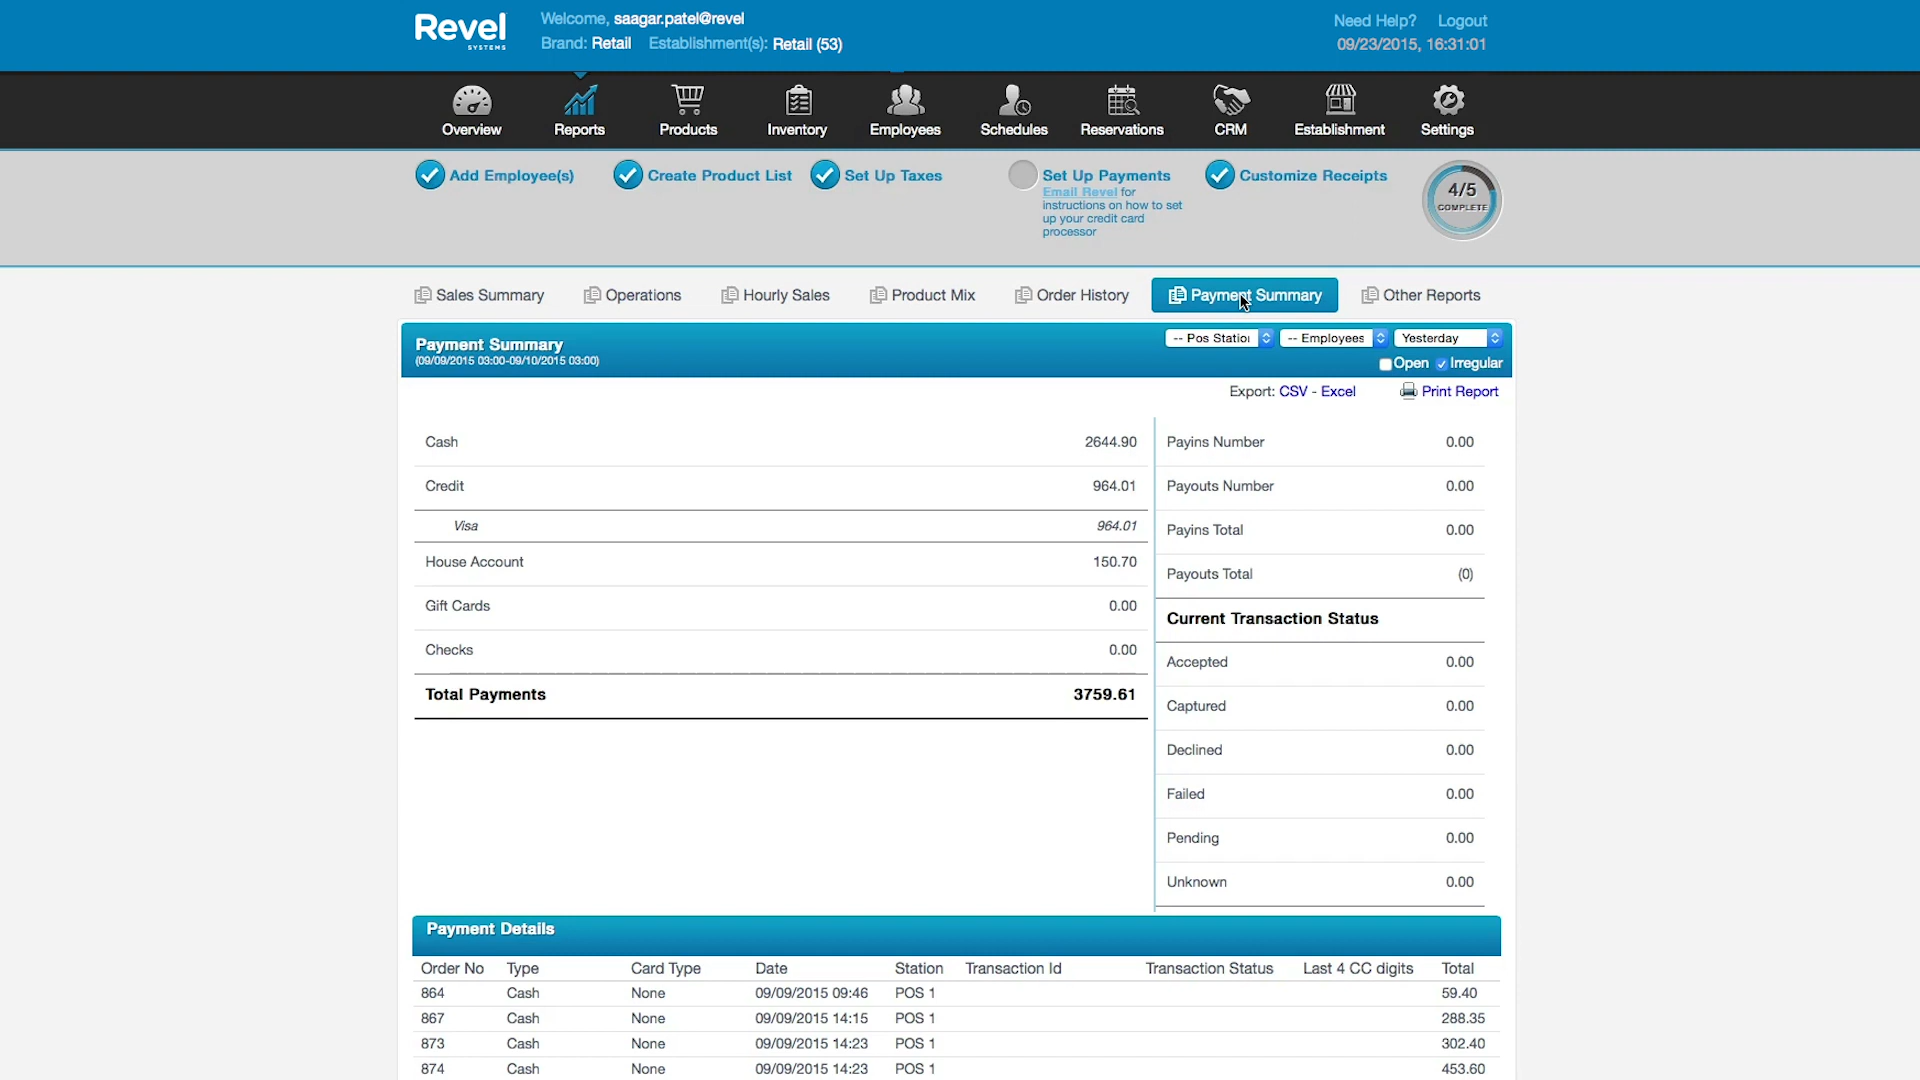 Revel
SYSTEMS
Welcome, saagar.patel@revel
Brand: Retail Establishment(s): Retail (53)
Need Help? Logout
09/23/2015, 16:31:01
Overview Reports Products Inventory Employees Schedules Reservations CRM Establishment Settings
Add Employee(s) Create Product List Set Up Taxes Set Up Payments Customize Receipts
Email Revel for
instructions on how to set
up your credit card
processor
4/5
COMPLETE
Sales Summary Operations Hourly Sales Product Mix Order History Payment Summary Other Reports
Payment Summary
(09/09/2015 03:00-09/10/2015 03:00)
-- Pos Station -- Employees Yesterday
Open Irregular
Export: CSV - Excel Print Report
Cash 2644.90
Credit 964.01
Visa 964.01
House Account 150.70
Gift Cards 0.00
Checks 0.00
Total Payments 3759.61
Payins Number 0.00
Payouts Number 0.00
Payins Total 0.00
Payouts Total (0)
Current Transaction Status
Accepted 0.00
Captured 0.00
Declined 0.00
Failed 0.00
Pending 0.00
Unknown 0.00
Payment Details
Order No Type Card Type Date Station Transaction Id Transaction Status Last 4 CC digits Total
864 Cash None 09/09/2015 09:46 POS 1 59.40
867 Cash None 09/09/2015 14:15 POS 1 288.35
873 Cash None 09/09/2015 14:23 POS 1 302.40
874 Cash None 09/09/2015 14:23 POS 1 453.60